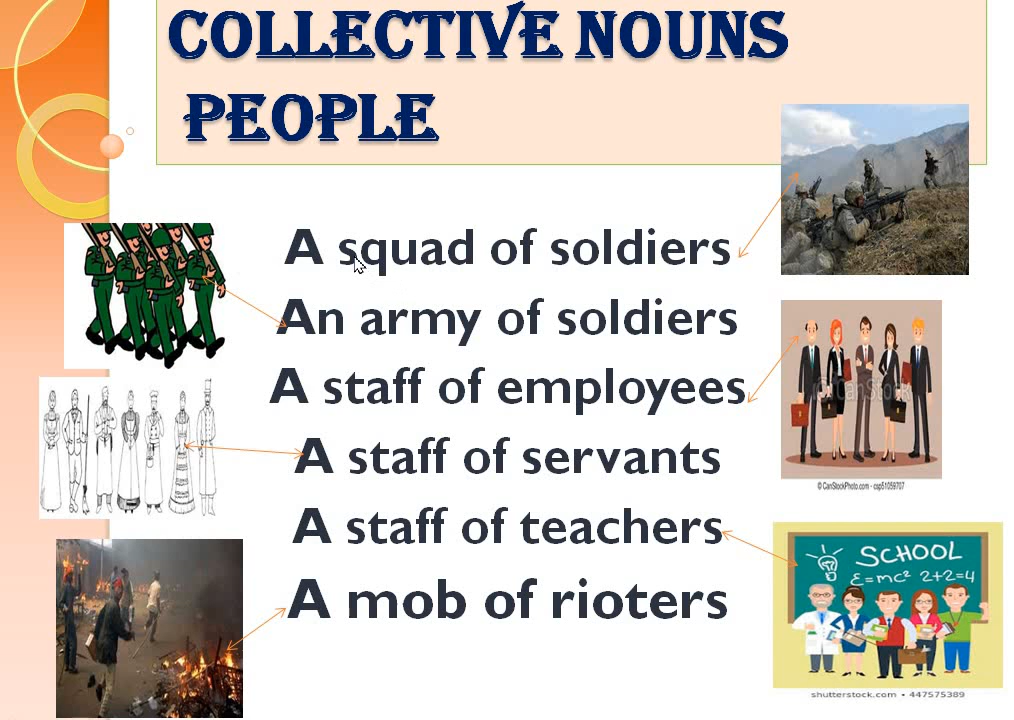 COLLECTIVE NOUNS
PEOPLE
A squad of soldiers
An army of soldiers
A staff of employees
© CanStock
© CanStockPhoto.com - csp51059707
A staff of servants
A staff of teachers
SCHOOL
E=mc² 2+2=4
A mob of rioters
shutterstock.com • 447575389